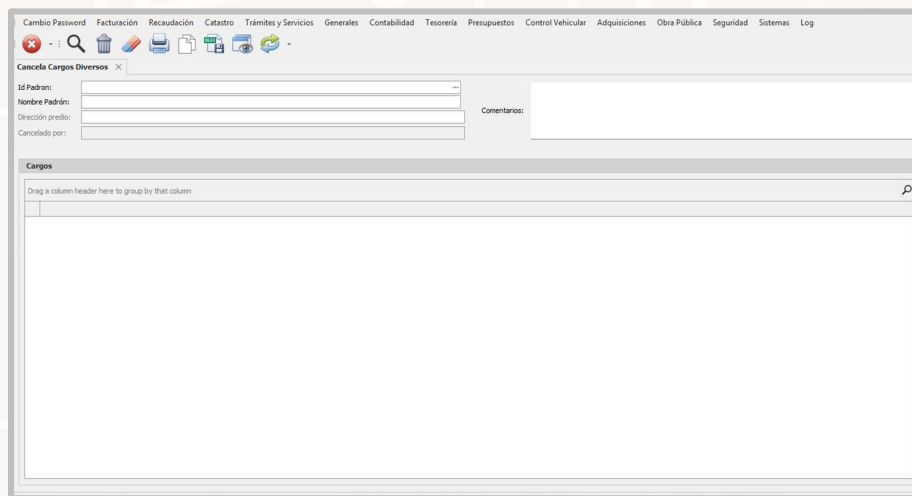 Cambio Password Facturación Recaudación Catastro Trámites y Servicios Generales Contabilidad Tesorería Presupuestos Control Vehicular Adquisiciones Obra Pública Seguridad Sistemas Log
Cancela Cargos Diversos
Id Padron:
Nombre Padrón:
Dirección predio:
Cancelado por:
Comentarios:
Cargos
Drag a column header here to group by that column